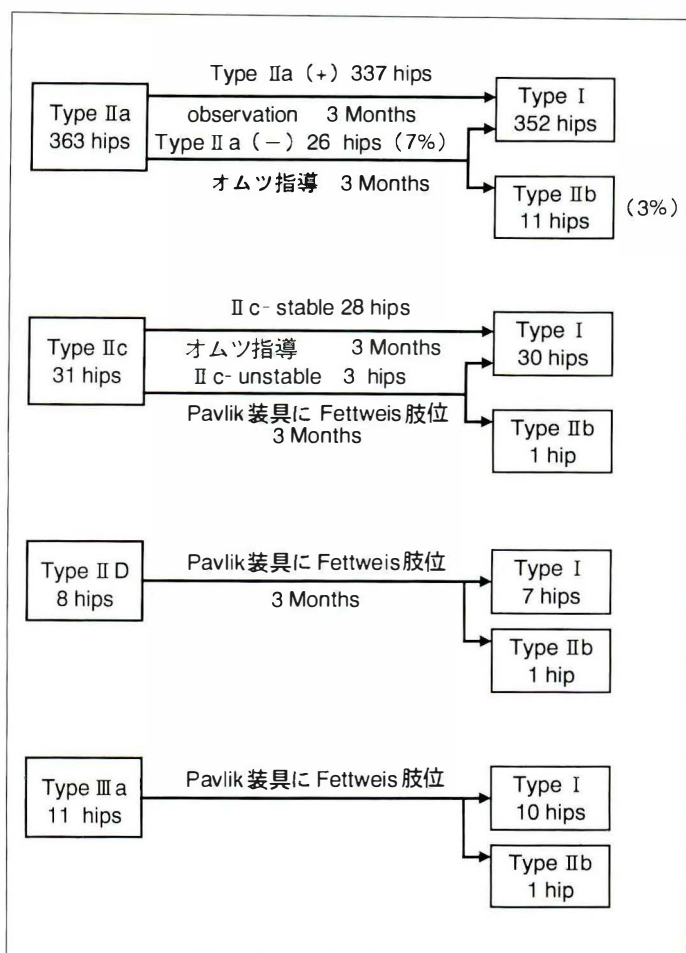 Type Ⅱa (+) 337 hips
Type Ⅱa
363 hips
observation 3 Months
Type Ⅱa (−) 26 hips (7%)
オムツ指導 3 Months
Type Ⅰ
352 hips
Type Ⅱb
11 hips
(3%)
Ⅱc-stable 28 hips
Type Ⅱc
31 hips
オムツ指導 3 Months
Ⅱc-unstable 3 hips
Pavlik装具に Fettweis肢位
3 Months
Type Ⅰ
30 hips
Type Ⅱb
1 hip
Type ⅡD
8 hips
Pavlik装具に Fettweis肢位
3 Months
Type Ⅰ
7 hips
Type Ⅱb
1 hip
Type Ⅲa
11 hips
Pavlik装具に Fettweis肢位
Type Ⅰ
10 hips
Type Ⅱb
1 hip